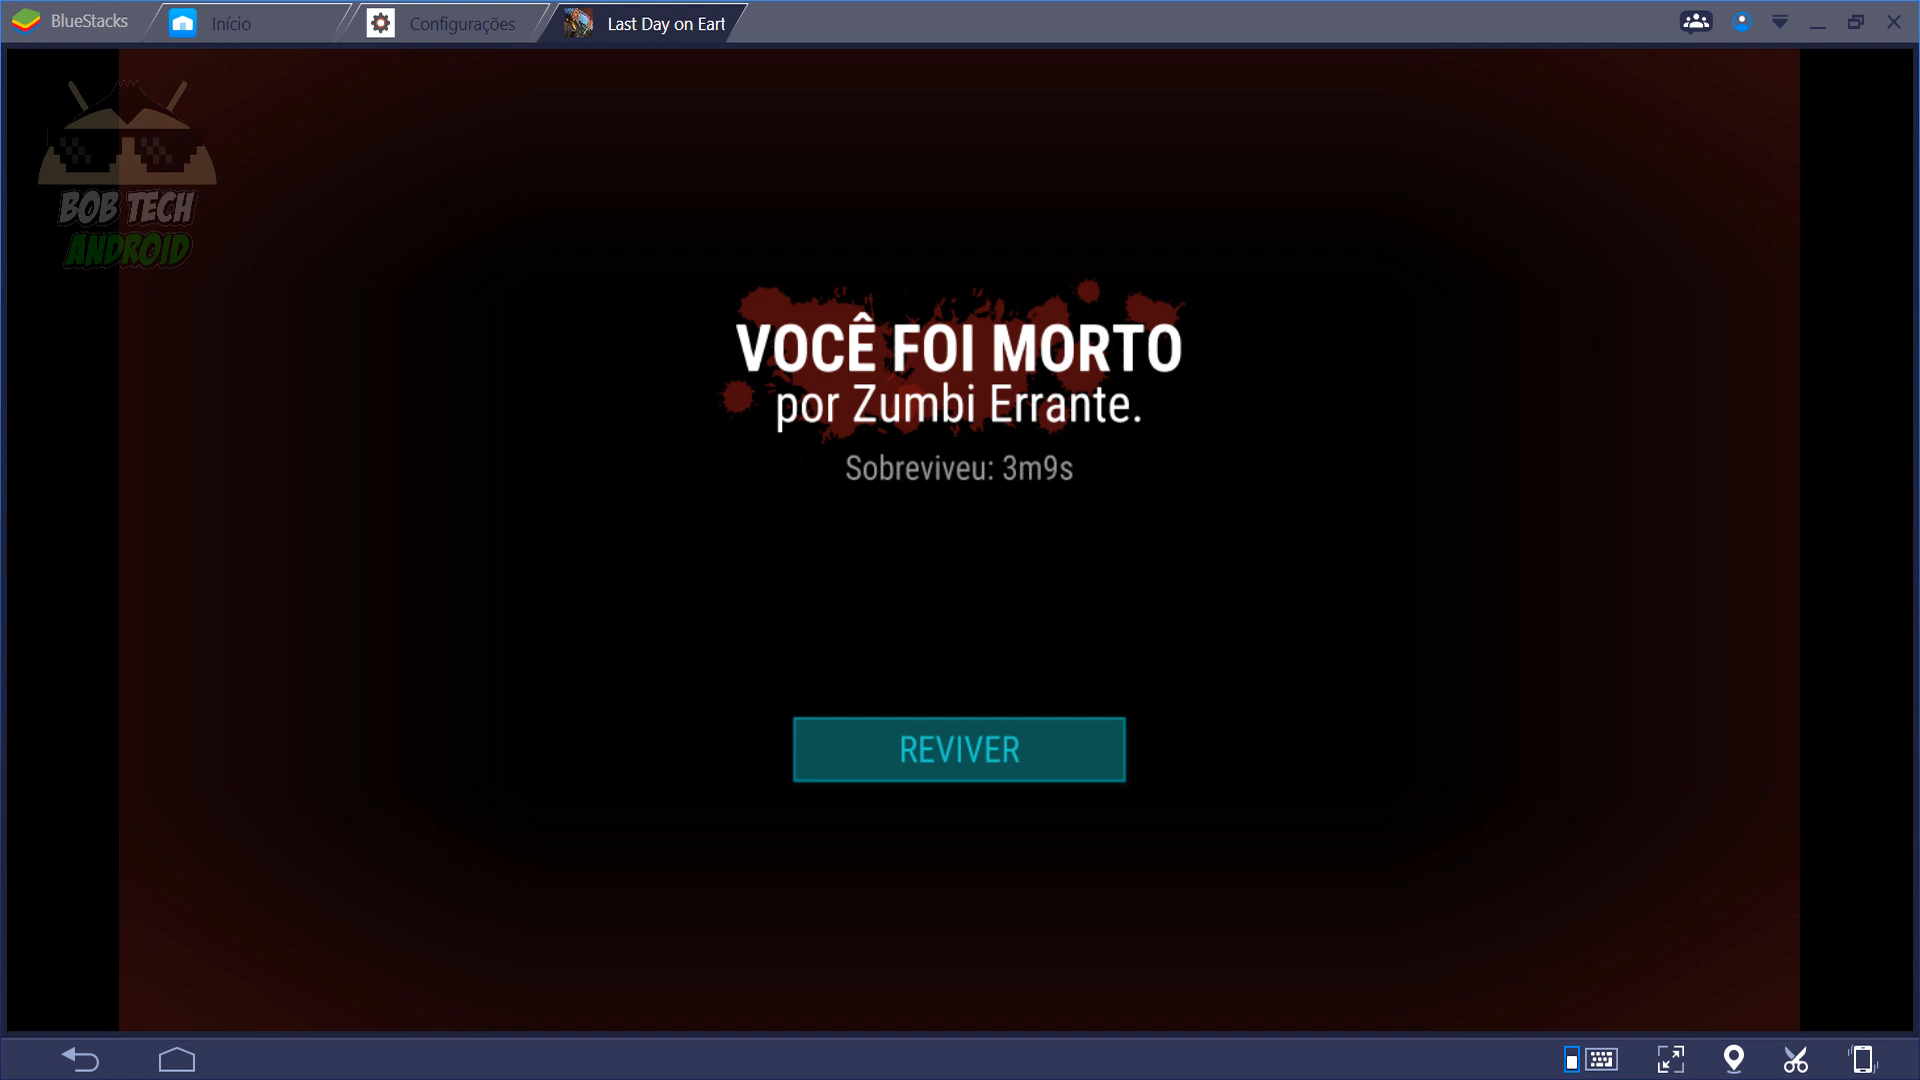 BlueStacks
Início
Configurações
Last Day on Eart
BOB TECH
ANDROID
VOCÊ FOI MORTO
por Zumbi Errante.
Sobreviveu: 3m9s
REVIVER